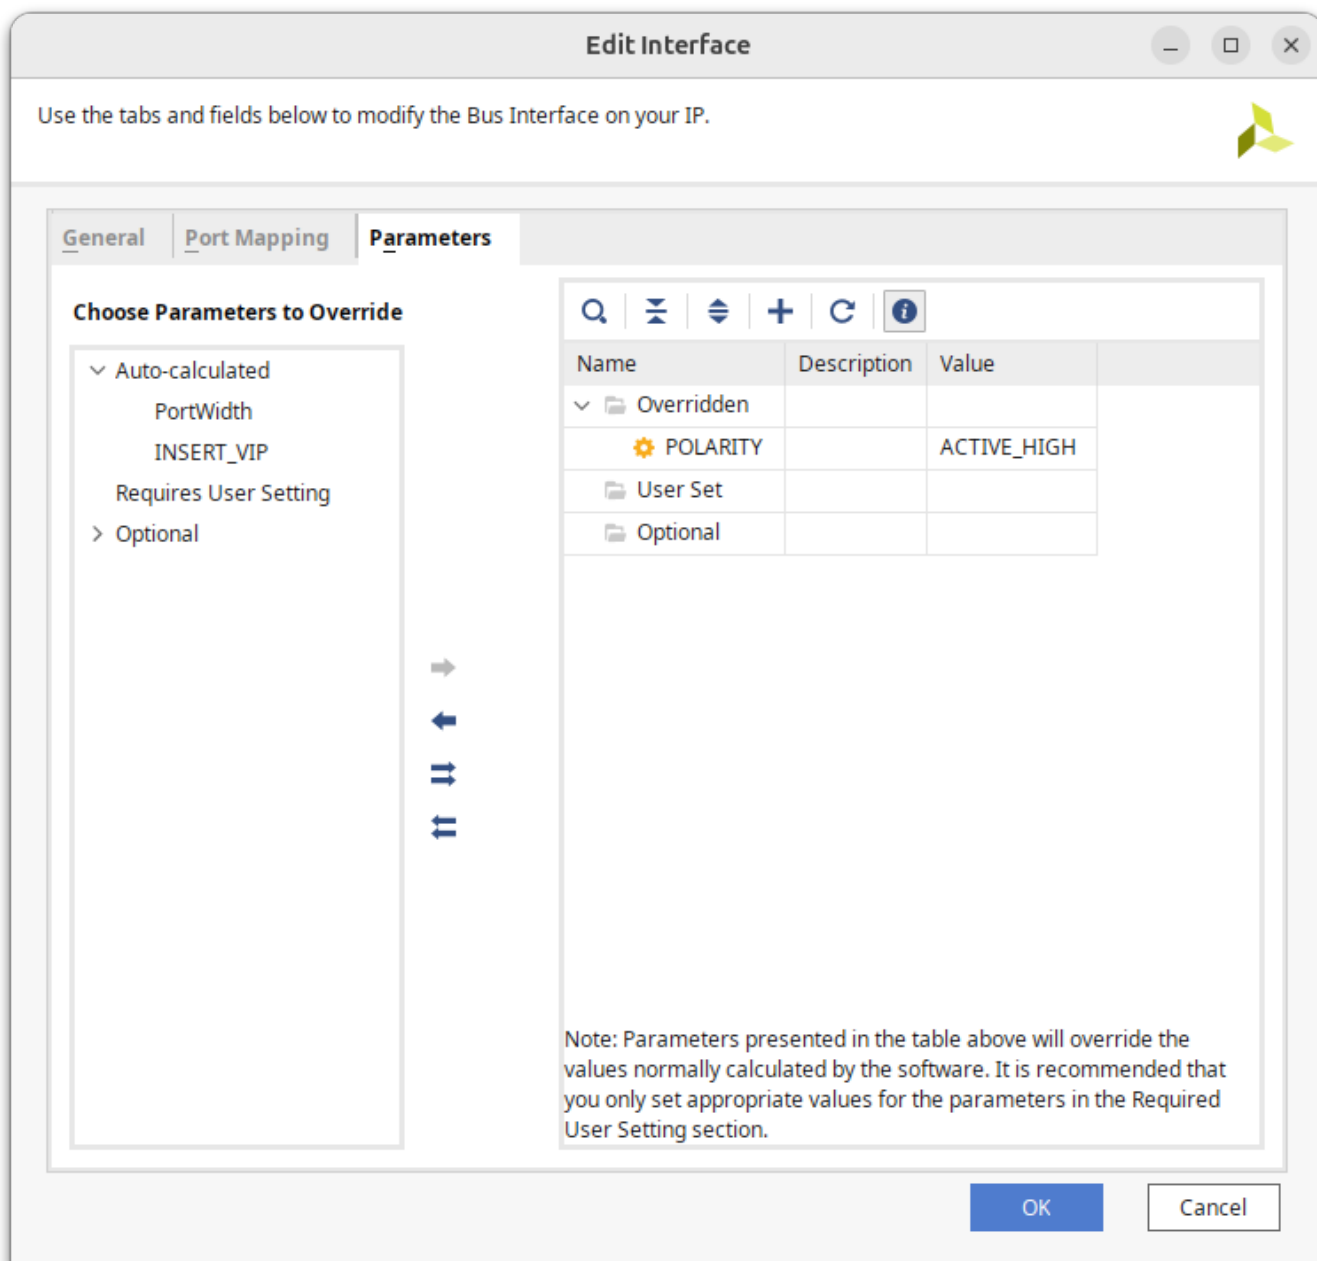 Edit Interface
Use the tabs and fields below to modify the Bus Interface on your IP.
General Port Mapping Parameters
Choose Parameters to Override
Auto-calculated
PortWidth
INSERT_VIP
Requires User Setting
Optional
Name Description Value
Overridden
POLARITY ACTIVE_HIGH
User Set
Optional
Note: Parameters presented in the table above will override the
values normally calculated by the software. It is recommended that
you only set appropriate values for the parameters in the Required
User Setting section.
OK Cancel